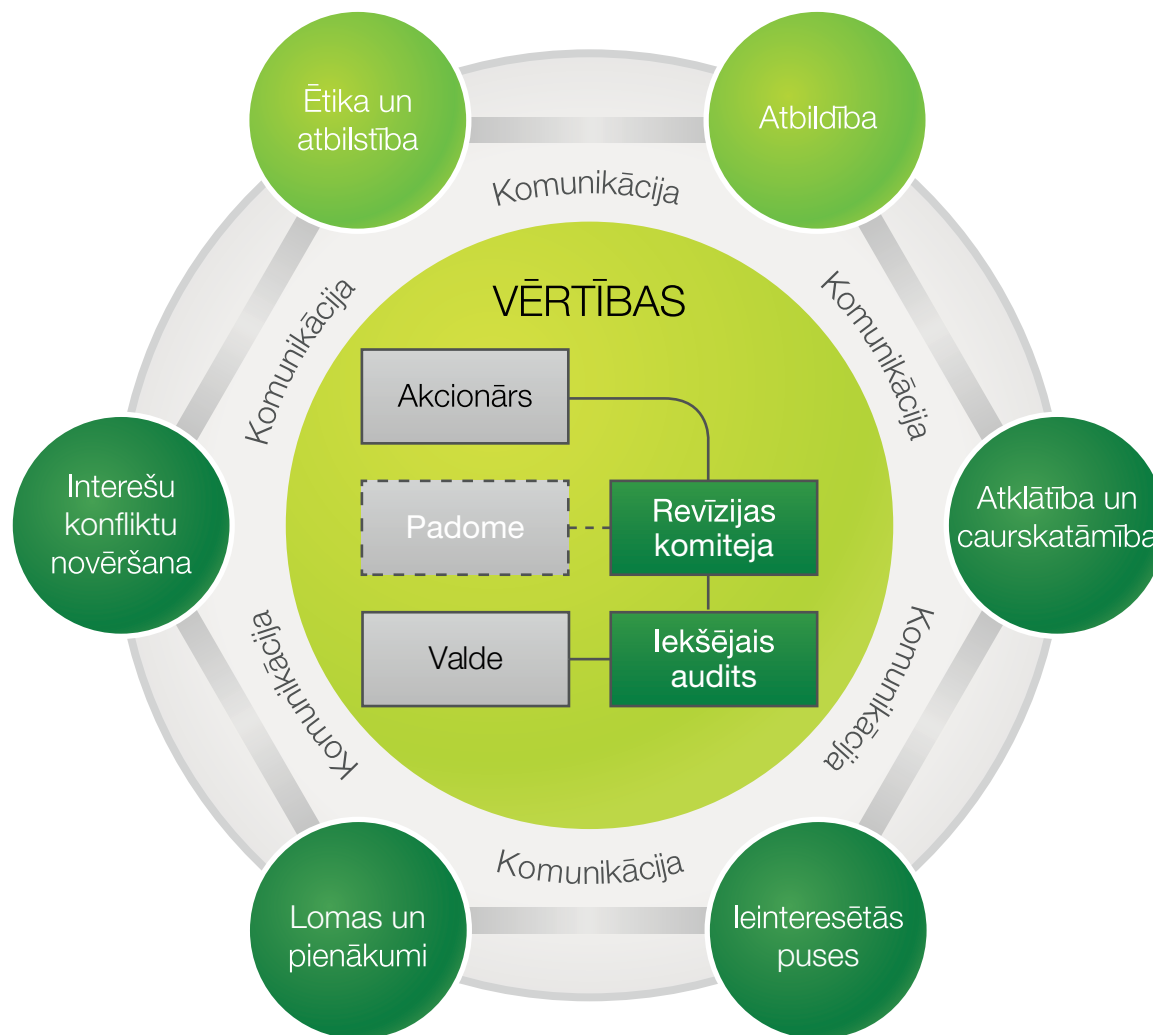 Ētika un
atbilstība
Atbildība
Komunikācija
Komunikācija
Komunikācija
VĒRTĪBAS
Akcionārs
Interešu
konfliktu
novēršana
Padome
Revīzijas
komiteja
Atklātība un
caurskatāmība
Valde
Iekšējais
audits
Komunikācija
Komunikācija
Komunikācija
Lomas un
pienākumi
Ieinteresētās
puses